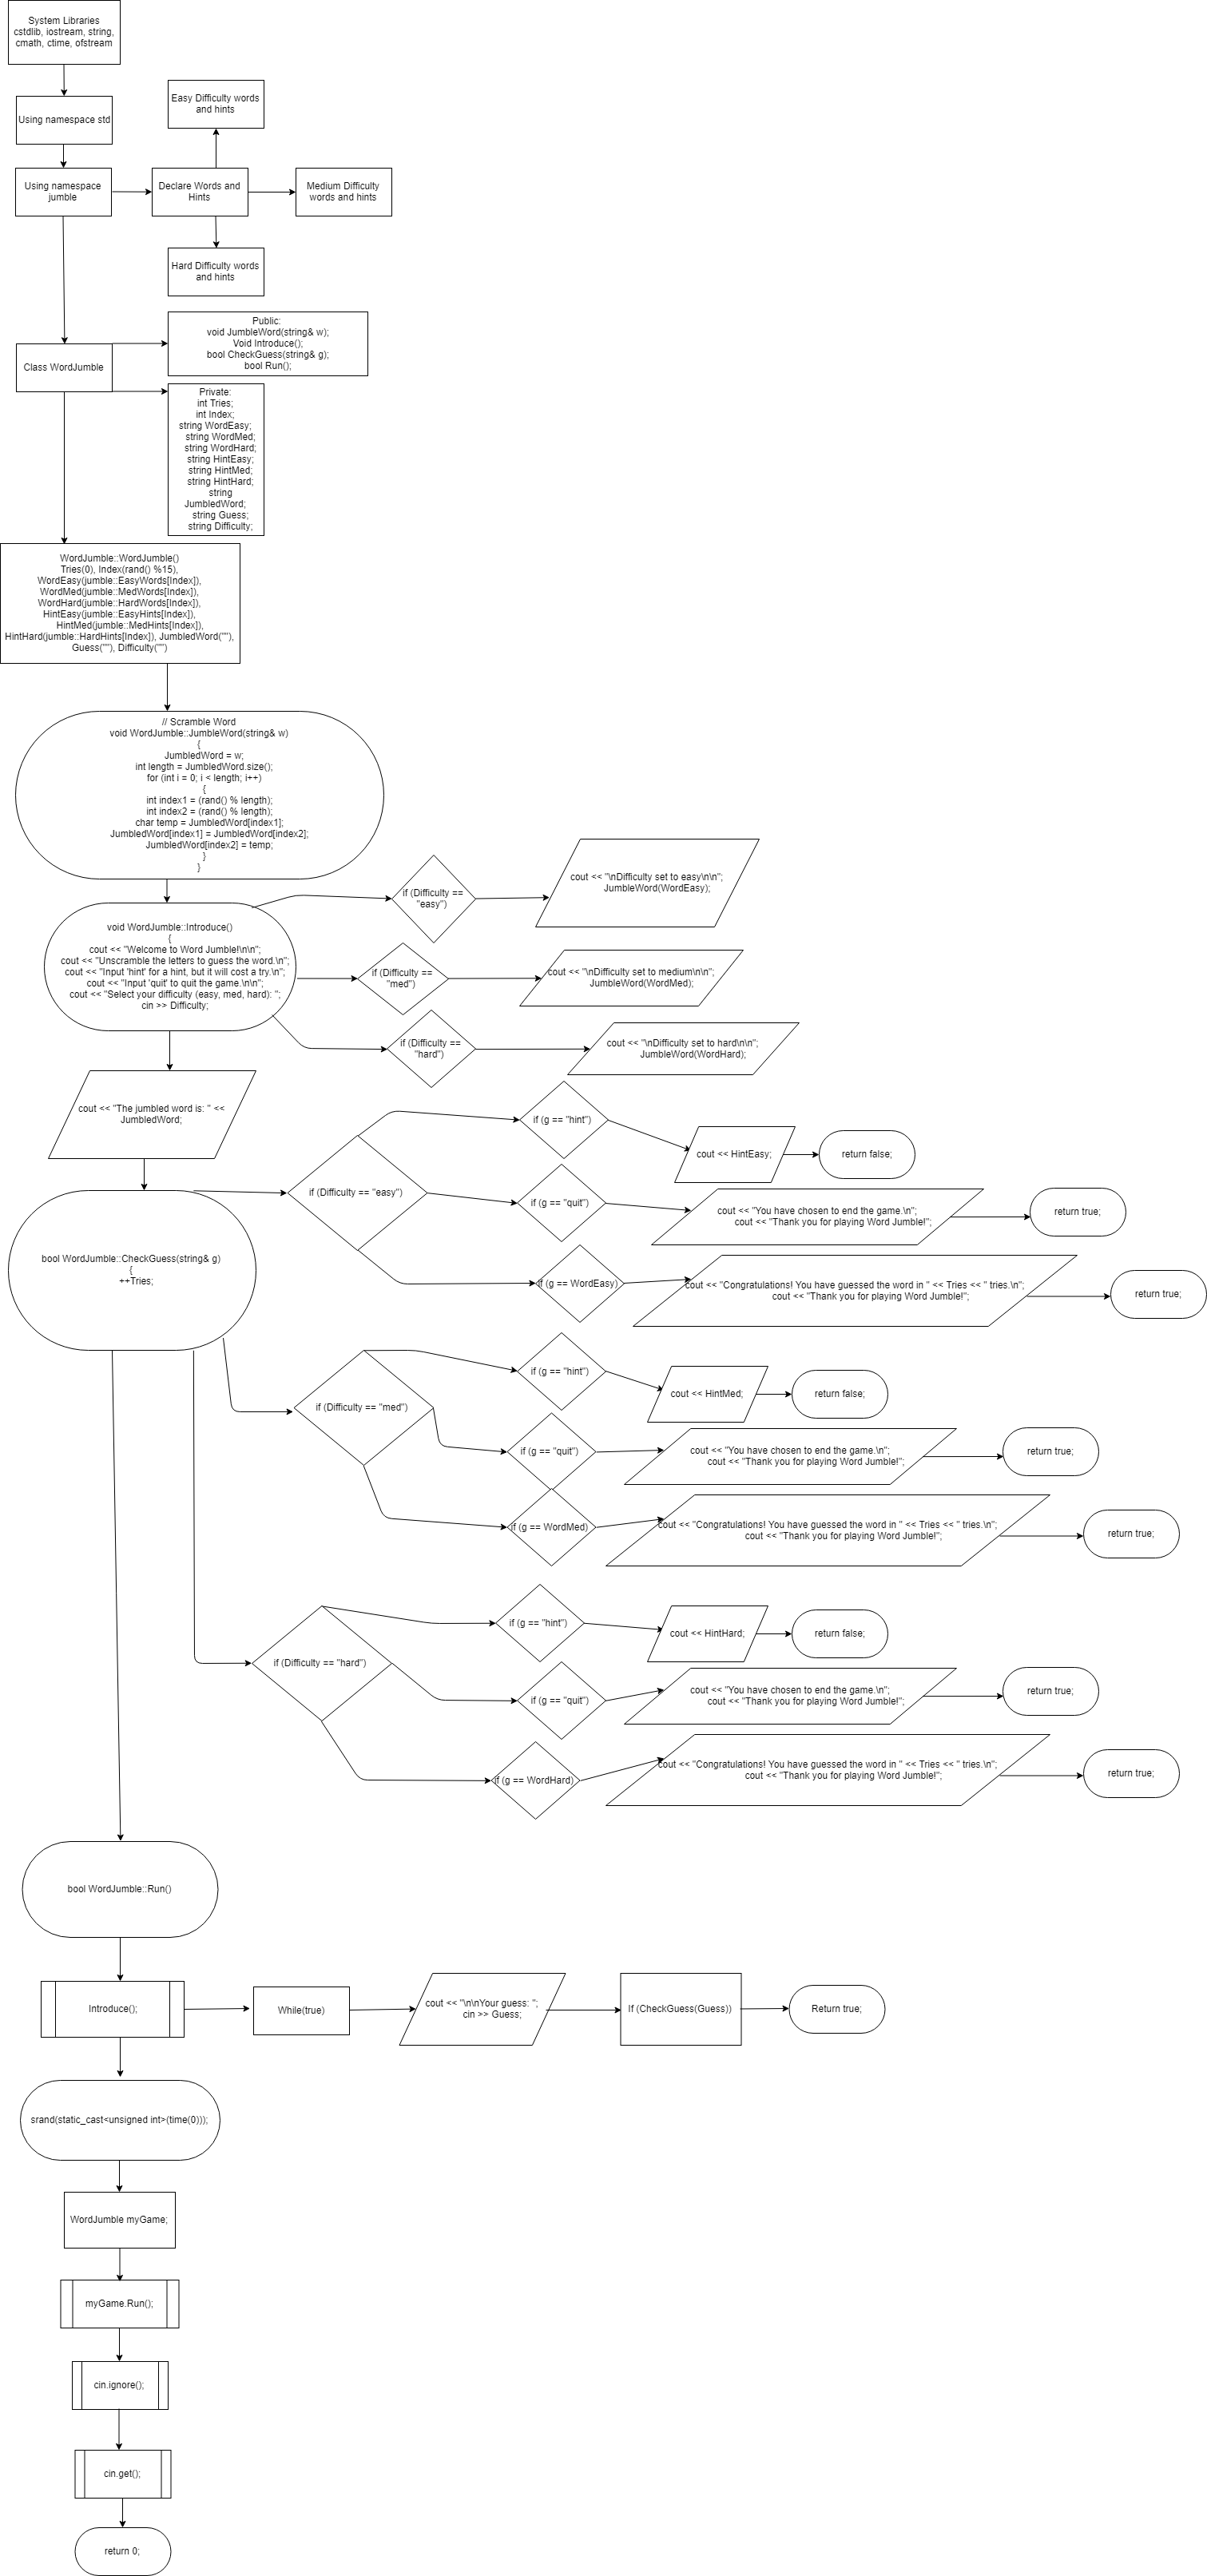 System Libraries
cstdlib, iostream, string,
cmath, ctime, ofstream
Using namespace std
Easy Difficulty words
and hints
Using namespace
jumble
Declare Words and
Hints
Medium Difficulty
words and hints
Hard Difficulty words
and hints
Class WordJumble
Public:
void JumbleWord(string& w);
Void Introduce();
bool CheckGuess(string& g);
bool Run();
Private:
int Tries;
int Index;
string WordEasy;
string WordMed;
string WordHard;
string HintEasy;
string HintMed;
string HintHard;
string
JumbledWord;
string Guess;
string Difficulty;
WordJumble::WordJumble()
Tries(0), Index(rand() %15),
WordEasy(jumble::EasyWords[Index]),
WordMed(jumble::MedWords[Index]),
WordHard(jumble::HardWords[Index]),
HintEasy(jumble::EasyHints[Index]),
HintMed(jumble::MedHints[Index]),
HintHard(jumble::HardHints[Index]), JumbledWord(""),
Guess(""), Difficulty("")
// Scramble Word
void WordJumble::JumbleWord(string& w)
{
JumbledWord = w;
int length = JumbledWord.size();
for (int i = 0; i < length; i++)
{
int index1 = (rand() % length);
int index2 = (rand() % length);
char temp = JumbledWord[index1];
JumbledWord[index1] = JumbledWord[index2];
JumbledWord[index2] = temp;
}
}
if (Difficulty ==
"easy")
cout << "\nDifficulty set to easy\n\n";
JumbleWord(WordEasy);
void WordJumble::Introduce()
{
cout << "Welcome to Word Jumble!\n\n";
cout << "Unscramble the letters to guess the word.\n";
cout << "Input 'hint' for a hint, but it will cost a try.\n";
cout << "Input 'quit' to quit the game.\n\n";
cout << "Select your difficulty (easy, med, hard): ";
cin >> Difficulty;
if (Difficulty ==
"med")
cout << "\nDifficulty set to medium\n\n";
JumbleWord(WordMed);
if (Difficulty ==
"hard")
cout << "\nDifficulty set to hard\n\n";
JumbleWord(WordHard);
cout << "The jumbled word is: " <<
JumbledWord;
if (g == "hint")
cout << HintEasy;
return false;
if (Difficulty == "easy")
if (g == "quit")
cout << "You have chosen to end the game.\n";
cout << "Thank you for playing Word Jumble!";
return true;
bool WordJumble::CheckGuess(string& g)
{
++Tries;
if (g == WordEasy)
cout << "Congratulations! You have guessed the word in " << Tries << " tries.\n";
cout << "Thank you for playing Word Jumble!";
return true;
if (g == "hint")
cout << HintMed;
return false;
if (Difficulty == "med")
if (g == "quit")
cout << "You have chosen to end the game.\n";
cout << "Thank you for playing Word Jumble!";
return true;
if (g == WordMed)
cout << "Congratulations! You have guessed the word in " << Tries << " tries.\n";
cout << "Thank you for playing Word Jumble!";
return true;
if (g == "hint")
cout << HintHard;
return false;
if (Difficulty == "hard")
if (g == "quit")
cout << "You have chosen to end the game.\n";
cout << "Thank you for playing Word Jumble!";
return true;
if (g == WordHard)
cout << "Congratulations! You have guessed the word in " << Tries << " tries.\n";
cout << "Thank you for playing Word Jumble!";
return true;
bool WordJumble::Run()
Introduce();
While(true)
cout << "\n\nYour guess: ";
cin >> Guess;
If (CheckGuess(Guess))
Return true;
srand(static_cast<unsigned int>(time(0)));
WordJumble myGame;
myGame.Run();
cin.ignore();
cin.get();
return 0;